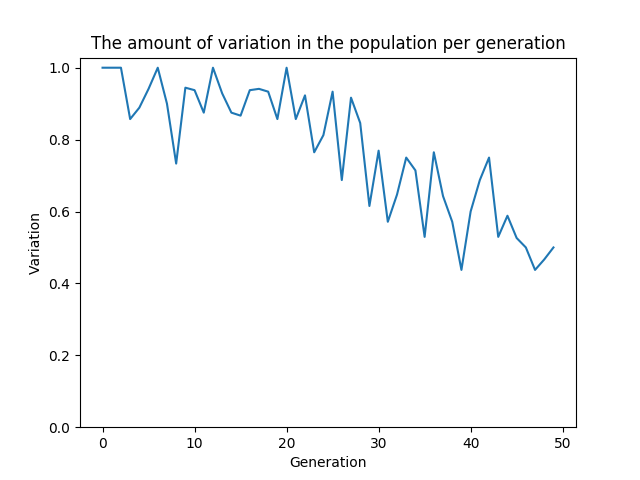 The amount of variation in the population per generation
1.0
0.8
0.6
0.4
0.2
0.0
Variation
0 10 20 30 40 50
Generation